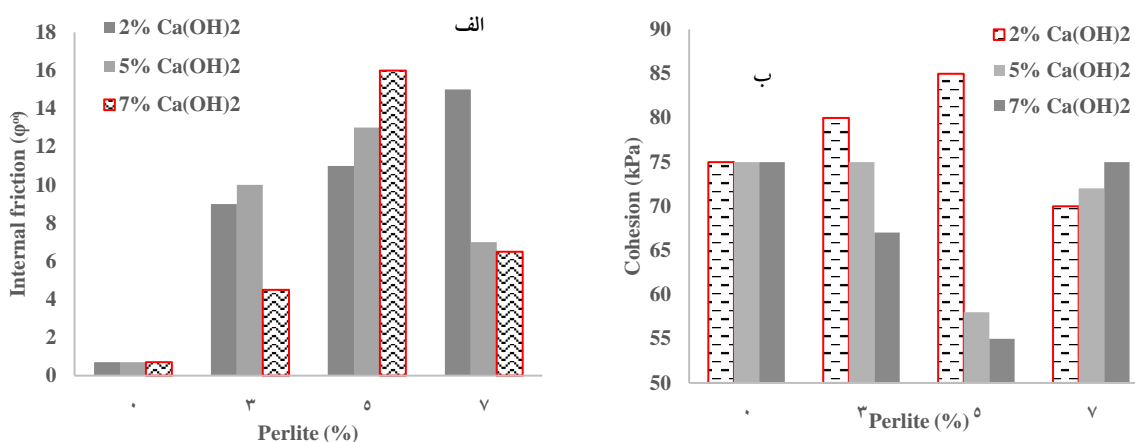 الف
2% Ca(OH)2
5% Ca(OH)2
7% Ca(OH)2
Internal friction (φº)
18
16
14
12
10
8
6
4
2
0
۰ ۳ ۵ ۷
Perlite (%)
ب
2% Ca(OH)2
5% Ca(OH)2
7% Ca(OH)2
Cohesion (kPa)
90
85
80
75
70
65
60
55
50
۰ ۳ ۵ ۷
Perlite (%)